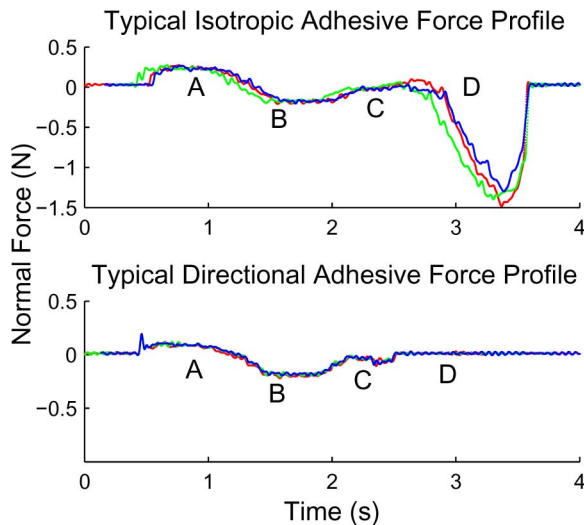 Typical Isotropic Adhesive Force Profile
0.5
0
−0.5
−1
−1.5
A
B
C
D
0
1
2
3
4
Normal Force (N)
Typical Directional Adhesive Force Profile
0.5
0
−0.5
A
B
C
D
0
1
2
3
4
Time (s)